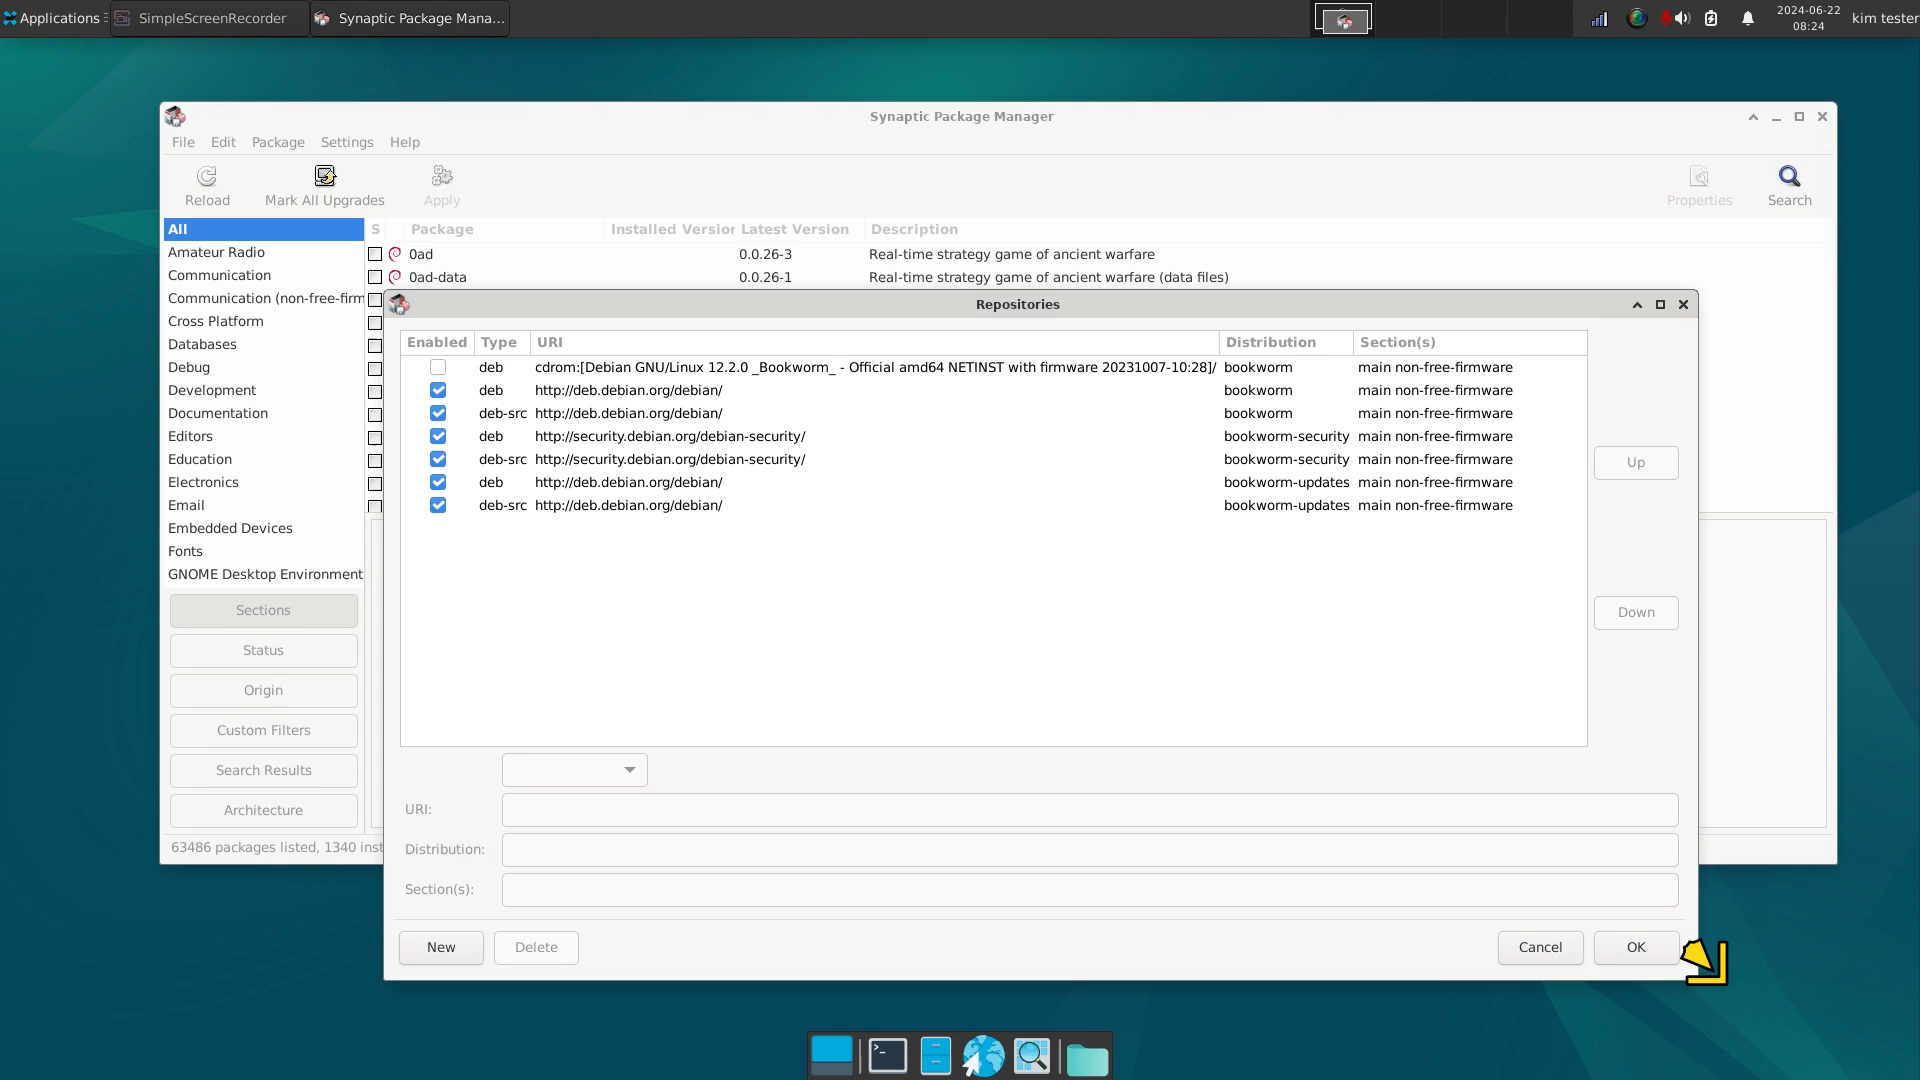 Applications SimpleScreenRecorder Synaptic Package Mana... 2024-06-22 kim tester
08:24
Synaptic Package Manager
File Edit Package Settings Help
Reload Mark All Upgrades Apply Properties Search
All S Package Installed Version Latest Version Description
Amateur Radio 0ad 0.0.26-3 Real-time strategy game of ancient warfare
Communication 0ad-data 0.0.26-1 Real-time strategy game of ancient warfare (data files)
Communication (non-free-firm
Cross Platform
Databases
Debug
Development
Documentation
Editors
Education
Electronics
Email
Embedded Devices
Fonts
GNOME Desktop Environment
Sections
Status
Origin
Custom Filters
Search Results
Architecture
63486 packages listed, 1340 inst
Repositories
Enabled Type URI Distribution Section(s)
deb cdrom:[Debian GNU/Linux 12.2.0 _Bookworm_ - Official amd64 NETINST with firmware 20231007-10:28]/ bookworm main non-free-firmware
deb http://deb.debian.org/debian/ bookworm main non-free-firmware
deb-src http://deb.debian.org/debian/ bookworm main non-free-firmware
deb http://security.debian.org/debian-security/ bookworm-security main non-free-firmware
deb-src http://security.debian.org/debian-security/ bookworm-security main non-free-firmware
deb http://deb.debian.org/debian/ bookworm-updates main non-free-firmware
deb-src http://deb.debian.org/debian/ bookworm-updates main non-free-firmware
Up
Down
URI:
Distribution:
Section(s):
New Delete Cancel OK